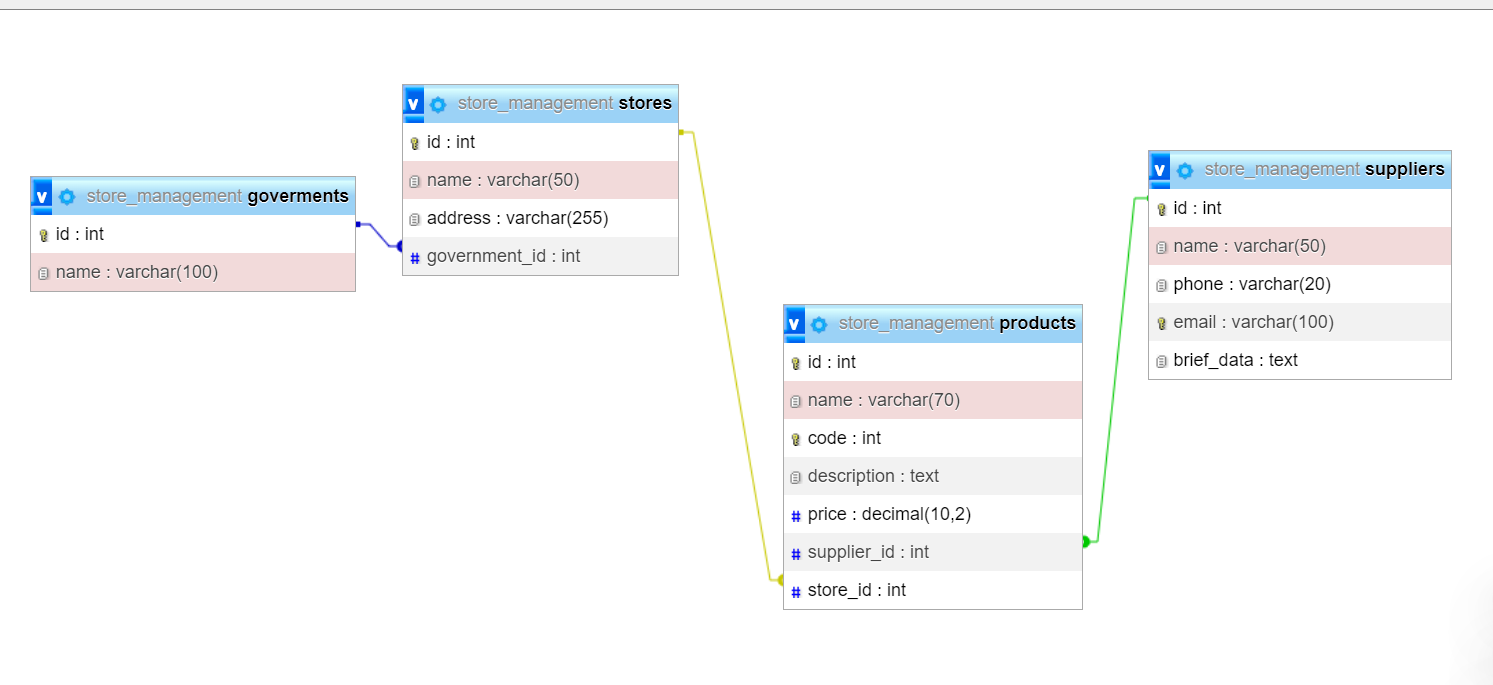 v store_management goverments
id : int
name : varchar(100)
v store_management stores
id : int
name : varchar(50)
address : varchar(255)
# government_id : int
v store_management products
id : int
name : varchar(70)
code : int
description : text
# price : decimal(10,2)
# supplier_id : int
# store_id : int
v store_management suppliers
id : int
name : varchar(50)
phone : varchar(20)
email : varchar(100)
brief_data : text